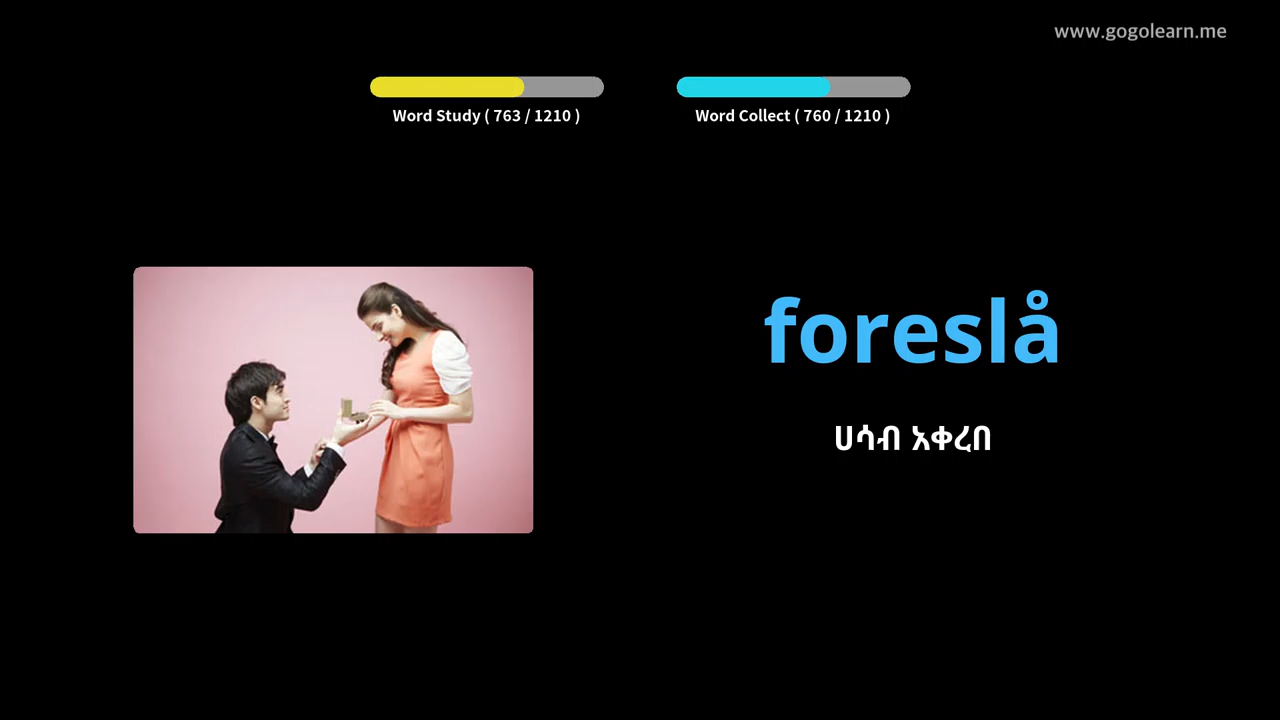 www.gogolearn.me
Word Study ( 763 / 1210 )
Word Collect ( 760 / 1210 )
foreslå
ሀሳብ አቀረበ